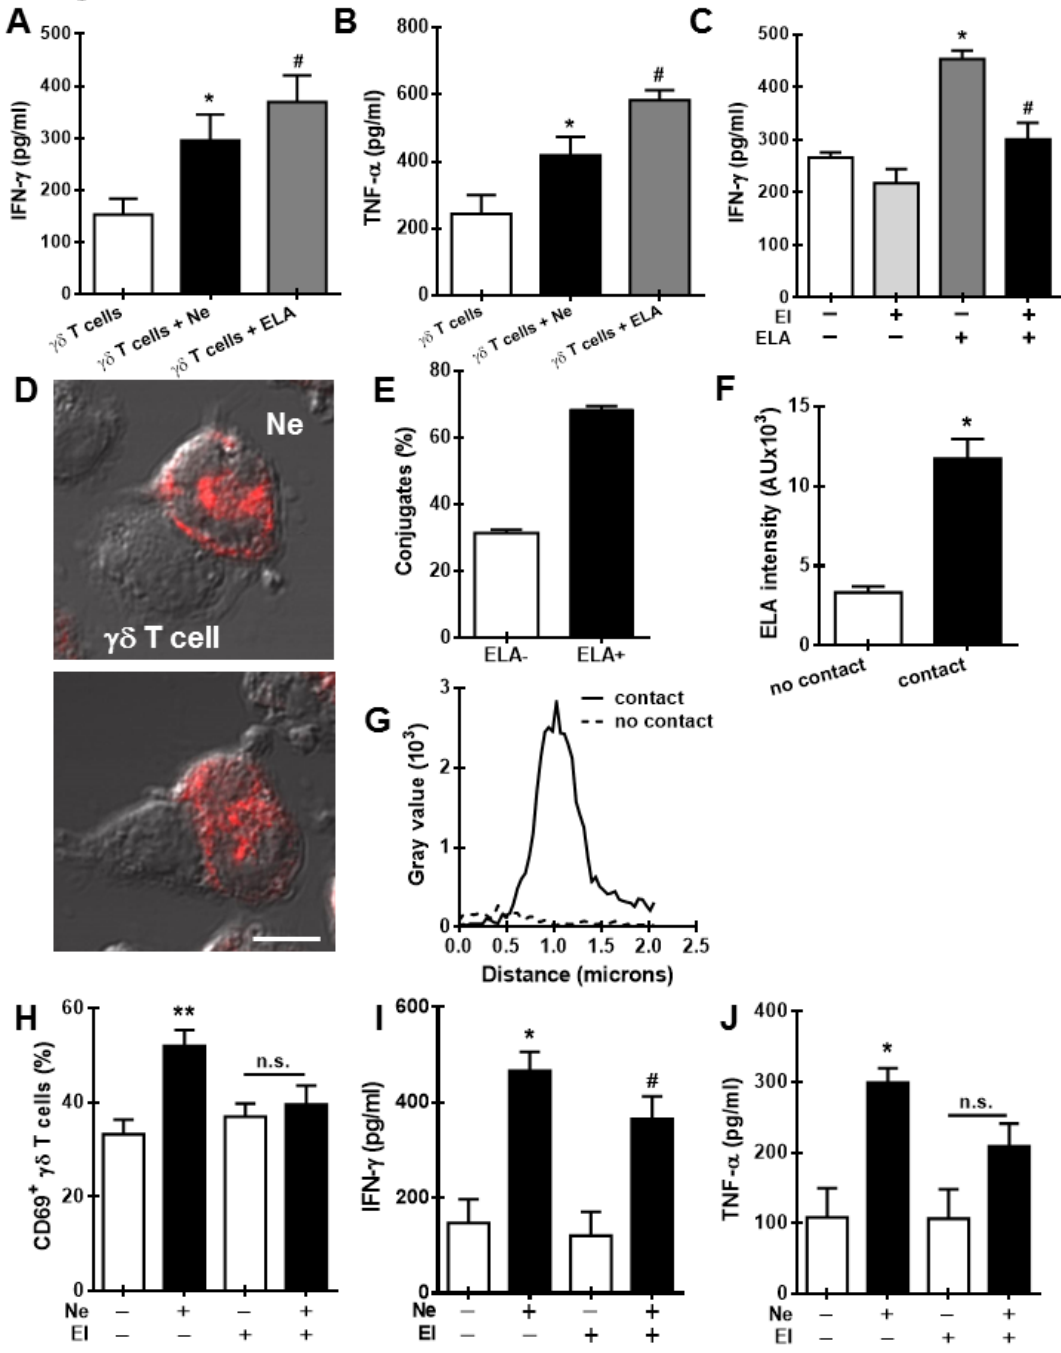 A
IFN-γ (pg/ml)
500
400
300
200
100
0
*
#
γδ T cells
γδ T cells + Ne
γδ T cells + ELA
B
TNF-α (pg/ml)
800
600
400
200
0
*
#
γδ T cells
γδ T cells + Ne
γδ T cells + ELA
C
IFN-γ (pg/ml)
500
400
300
200
100
0
*
#
EI − + − +
ELA − − + +
D
Ne
γδ T cell
E
Conjugates (%)
80
60
40
20
0
ELA- ELA+
F
ELA intensity (AUx10³)
15
10
5
0
*
no contact
contact
G
Gray value (10³)
3
2
1
0
contact
no contact
0.0 0.5 1.0 1.5 2.0 2.5
Distance (microns)
H
CD69⁺ γδ T cells (%)
60
40
20
0
**
n.s.
Ne − + − +
EI − − + +
I
IFN-γ (pg/ml)
600
400
200
0
*
#
Ne − + − +
EI − − + +
J
TNF-α (pg/ml)
400
300
200
100
0
*
n.s.
Ne − + − +
EI − − + +